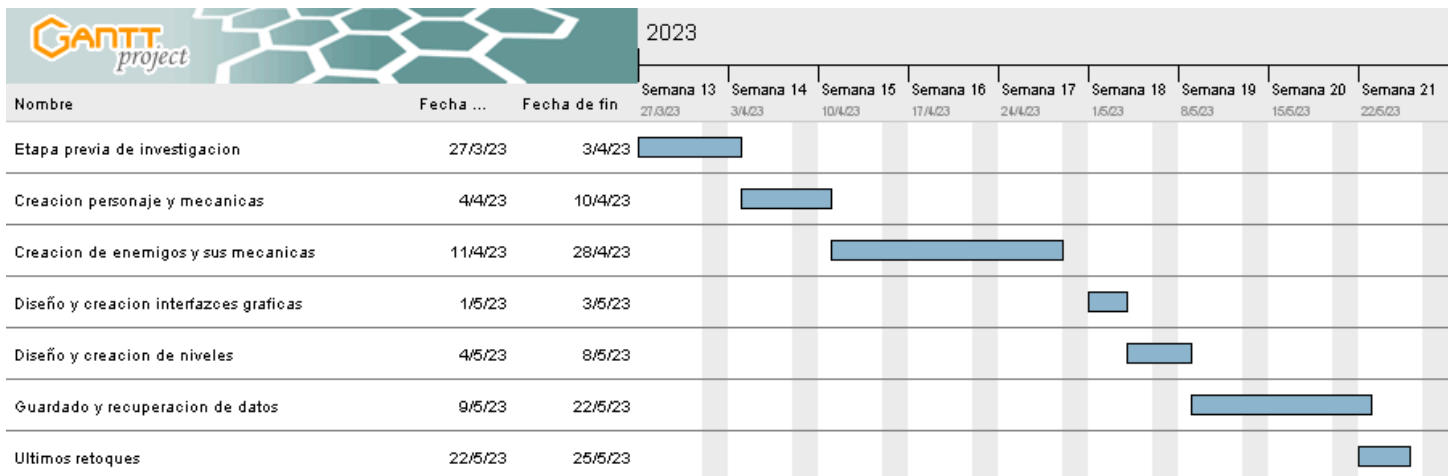 GANTT
project
2023
Nombre Fecha ... Fecha de fin
Semana 13 Semana 14 Semana 15 Semana 16 Semana 17 Semana 18 Semana 19 Semana 20 Semana 21
27/3/23 3/4/23 10/4/23 17/4/23 24/4/23 1/5/23 8/5/23 15/5/23 22/5/23
Etapa previa de investigacion 27/3/23 3/4/23
Creacion personaje y mecanicas 4/4/23 10/4/23
Creacion de enemigos y sus mecanicas 11/4/23 28/4/23
Diseño y creacion interfazces graficas 1/5/23 3/5/23
Diseño y creacion de niveles 4/5/23 8/5/23
Guardado y recuperacion de datos 9/5/23 22/5/23
Ultimos retoques 22/5/23 25/5/23